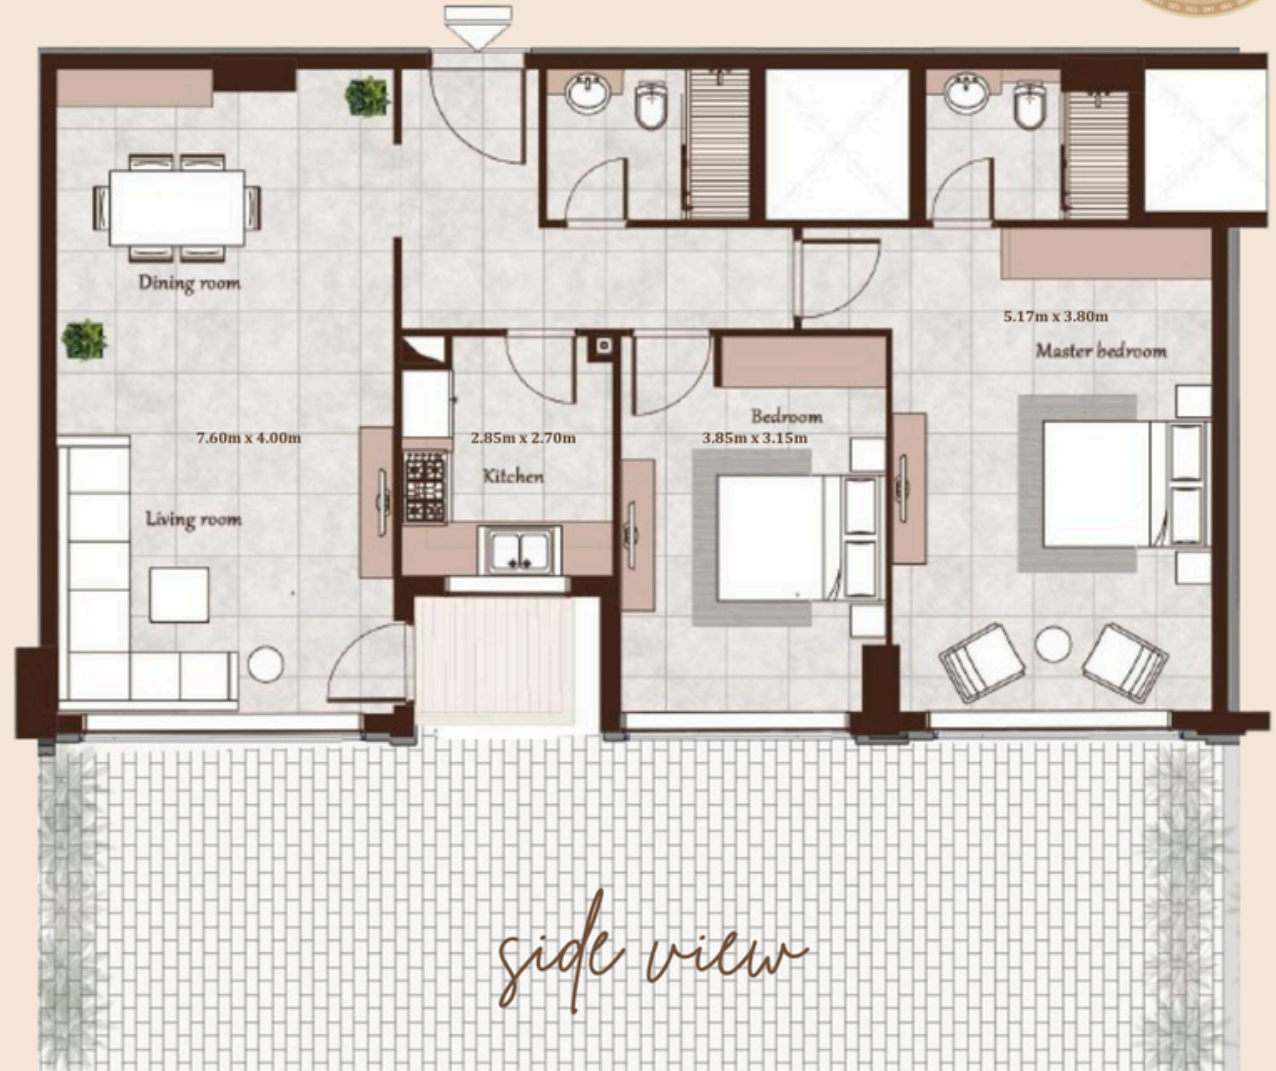 Dining room
5.17m x 3.80m
Master bedroom
Bedroom
7.60m x 4.00m
2.85m x 2.70m
3.85m x 3.15m
Kitchen
Living room
side view